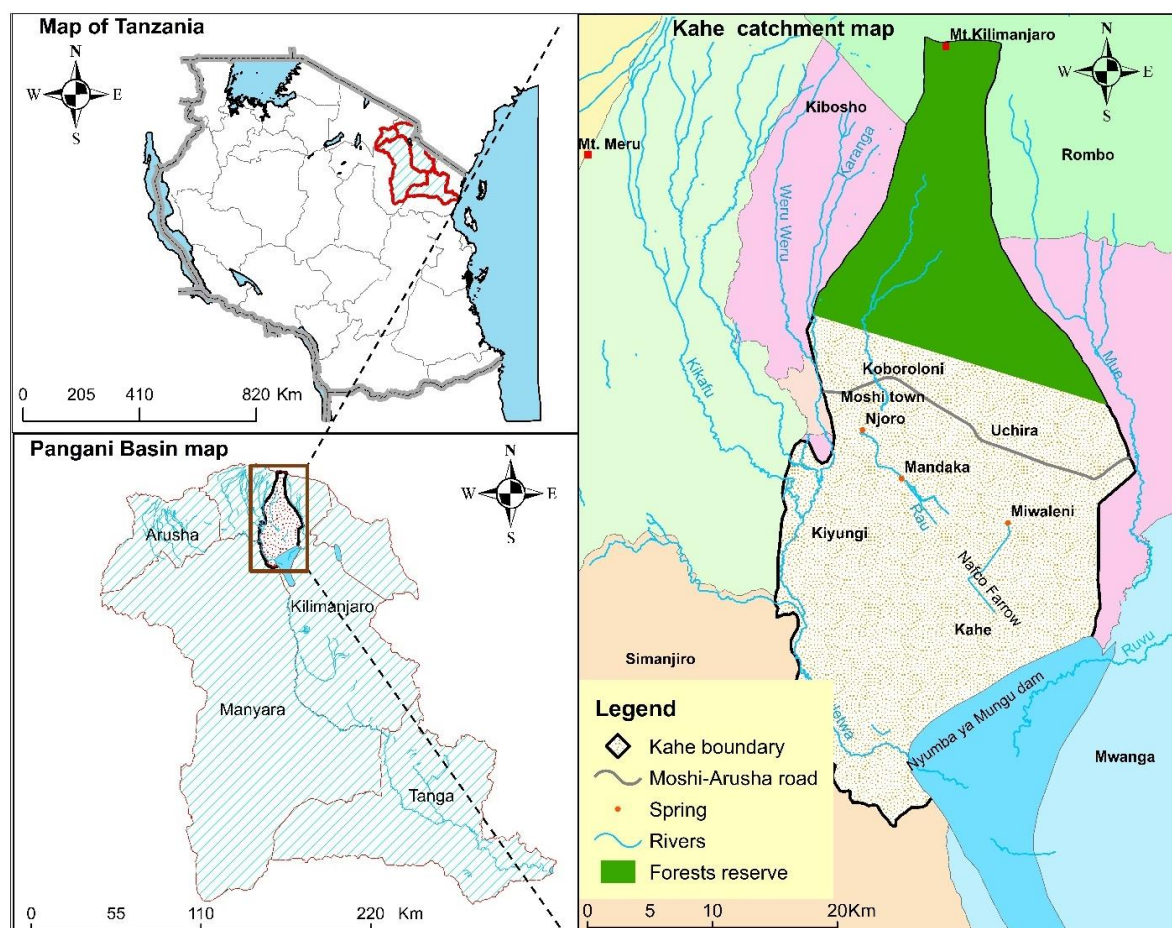 Map of Tanzania
N
W E
S
0 205 410 820 Km
Pangani Basin map
N
W E
S
Arusha
Kilimanjaro
Manyara
Tanga
0 55 110 220 Km
Kahe catchment map
Mt.Kilimanjaro
N
W E
S
Kibosho
Mt. Meru
Karanga
Rombo
Weru Weru
Kikafu
Mue
Koboroloni
Moshi town
Njoro
Uchira
Mandaka
Rau
Miwaleni
Kiyungi
Nafco Farrow
Kahe
Simanjiro
Ruvu
Nyumba ya Mungu dam
Mwanga
Legend
Kahe boundary
Moshi-Arusha road
Spring
Rivers
Forests reserve
0 5 10 20Km